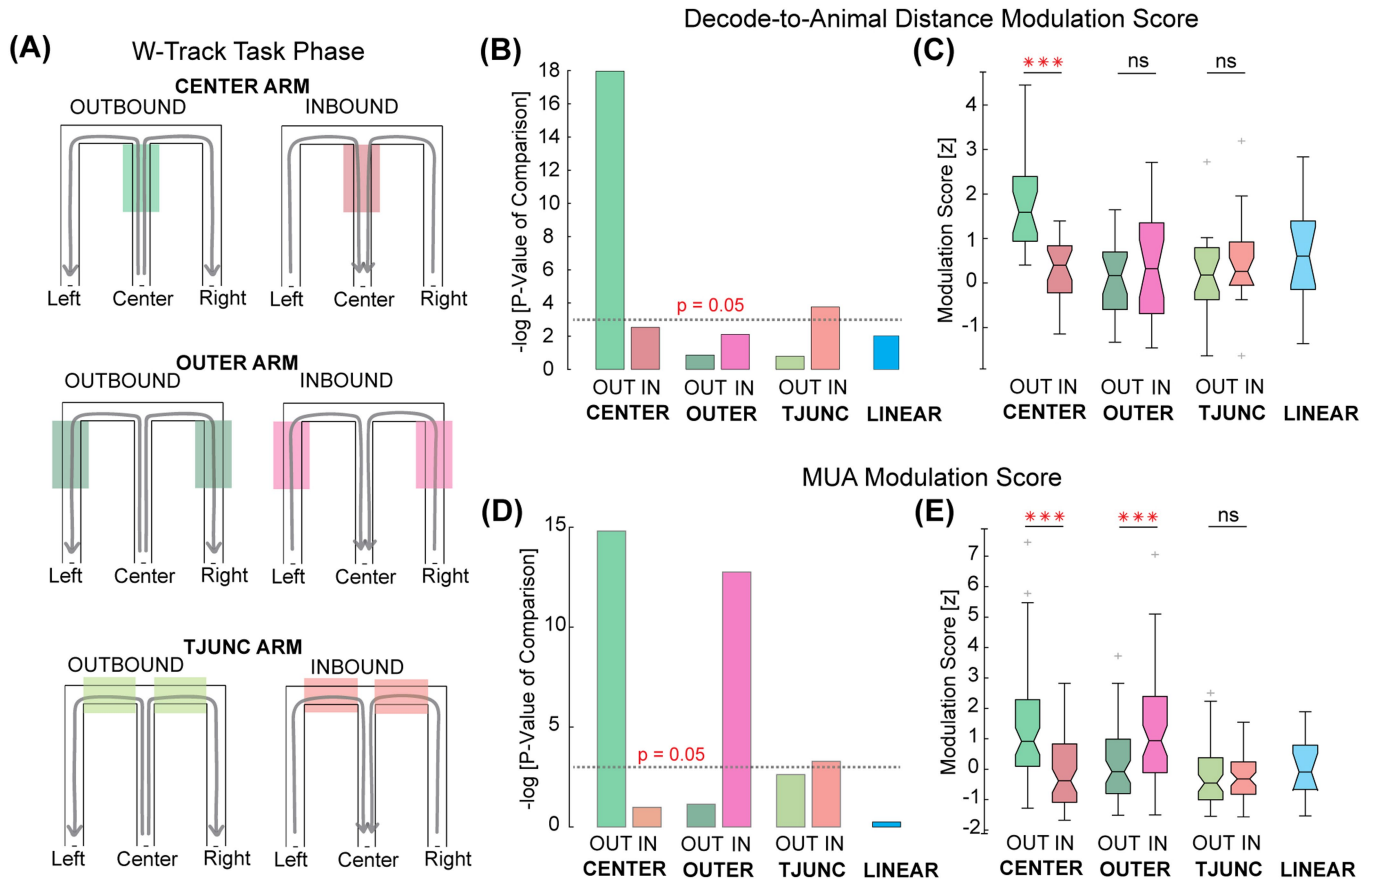 Decode-to-Animal Distance Modulation Score
(A)
W-Track Task Phase
CENTER ARM
OUTBOUND INBOUND
Left Center Right Left Center Right
OUTER ARM
OUTBOUND INBOUND
Left Center Right Left Center Right
TJUNC ARM
OUTBOUND INBOUND
Left Center Right Left Center Right
(B)
-log [P-Value of Comparison]
18
16
14
12
10
8
6
4
2
0
p = 0.05
OUT IN OUT IN OUT IN
CENTER OUTER TJUNC LINEAR
(C)
*** ns ns
Modulation Score [z]
4
3
2
1
0
-1
OUT IN OUT IN OUT IN
CENTER OUTER TJUNC LINEAR
MUA Modulation Score
(D)
-log [P-Value of Comparison]
15
10
5
0
p = 0.05
OUT IN OUT IN OUT IN
CENTER OUTER TJUNC LINEAR
(E)
*** *** ns
Modulation Score [z]
7
6
5
4
3
2
1
0
-1
-2
OUT IN OUT IN OUT IN
CENTER OUTER TJUNC LINEAR